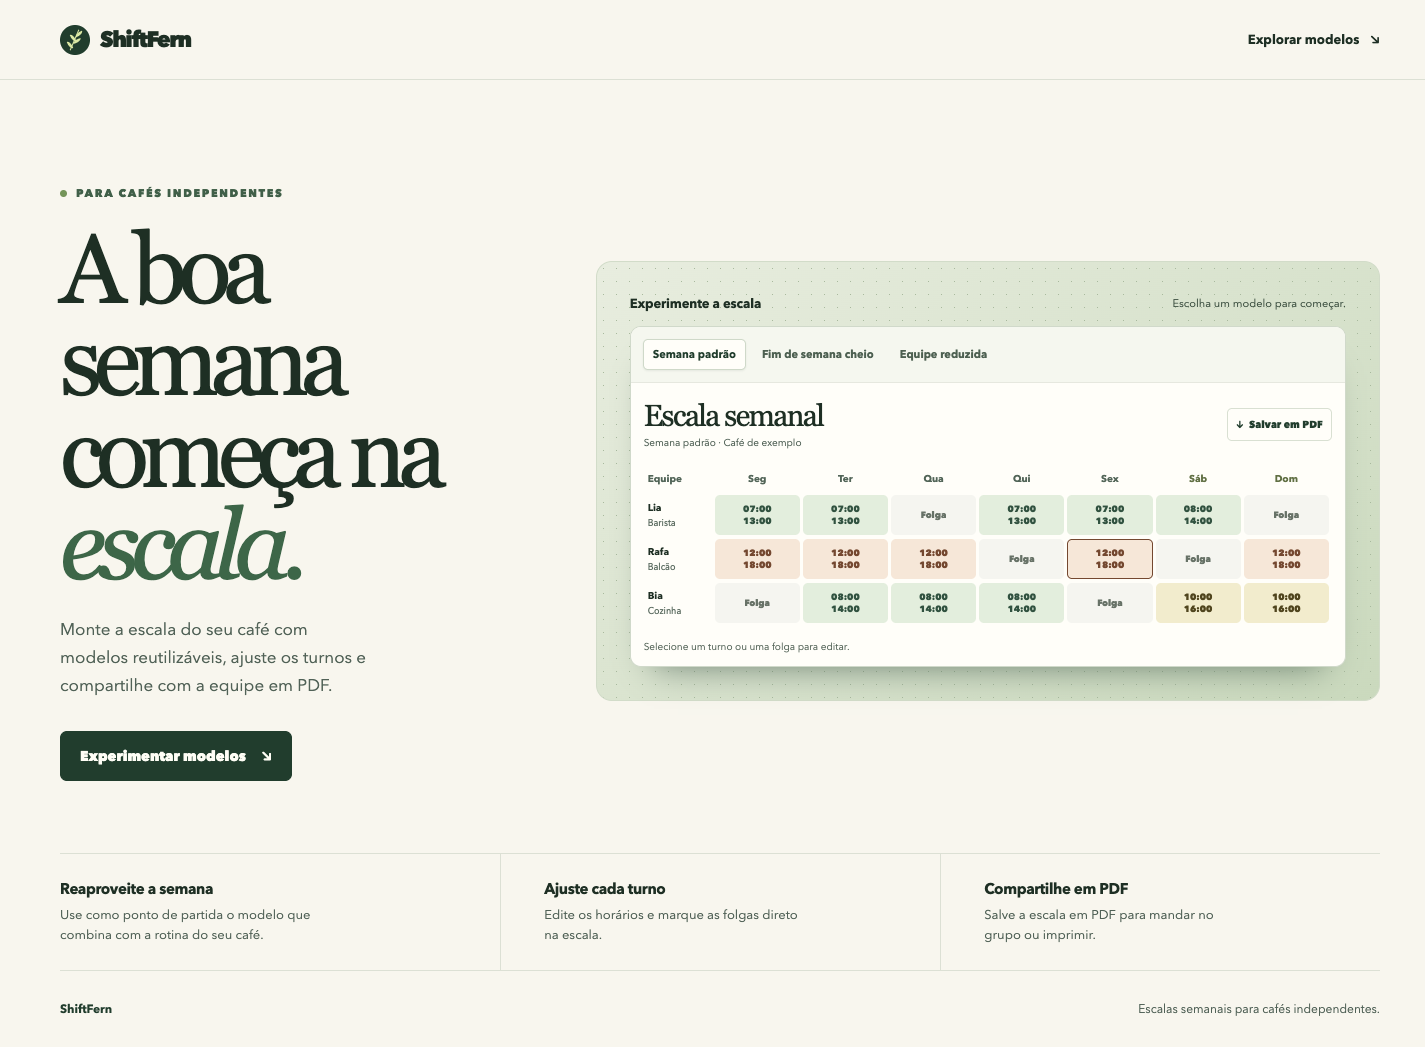 ShiftFern
Explorar modelos ↘
PARA CAFÉS INDEPENDENTES
A boa
semana
começa na
escala.
Monte a escala do seu café com
modelos reutilizáveis, ajuste os turnos e
compartilhe com a equipe em PDF.
Experimentar modelos ↘
Experimente a escala
Escolha um modelo para começar.
Semana padrão Fim de semana cheio Equipe reduzida
Escala semanal
Semana padrão · Café de exemplo
↓ Salvar em PDF
Equipe Seg Ter Qua Qui Sex Sáb Dom
Lia
Barista
07:00 13:00
07:00 13:00
Folga
07:00 13:00
07:00 13:00
08:00 14:00
Folga
Rafa
Balcão
12:00 18:00
12:00 18:00
12:00 18:00
Folga
12:00 18:00
Folga
12:00 18:00
Bia
Cozinha
Folga
08:00 14:00
08:00 14:00
08:00 14:00
Folga
10:00 16:00
10:00 16:00
Selecione um turno ou uma folga para editar.
Reaproveite a semana
Use como ponto de partida o modelo que
combina com a rotina do seu café.
Ajuste cada turno
Edite os horários e marque as folgas direto
na escala.
Compartilhe em PDF
Salve a escala em PDF para mandar no
grupo ou imprimir.
ShiftFern
Escalas semanais para cafés independentes.